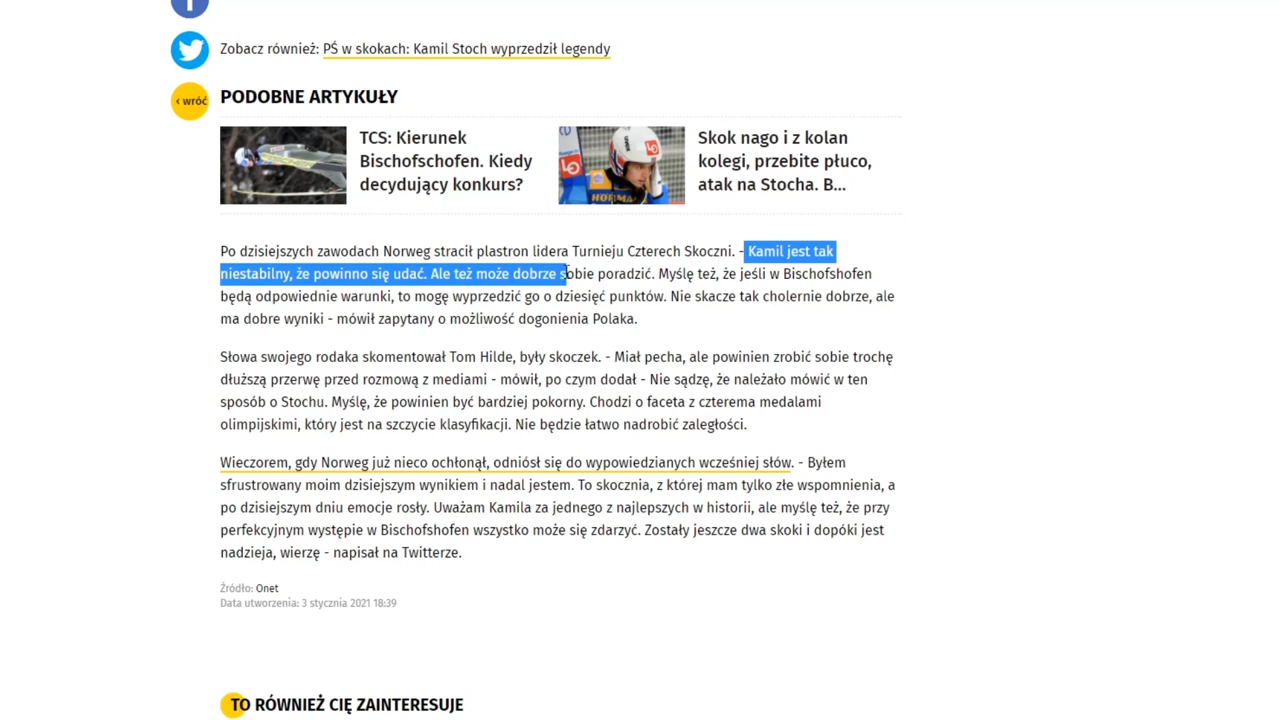 Zobacz również: PŚ w skokach: Kamil Stoch wyprzedził legendy
‹ wróć
PODOBNE ARTYKUŁY
TCS: Kierunek
Bischofschofen. Kiedy
decydujący konkurs?
Skok nago i z kolan
kolegi, przebite płuco,
atak na Stocha. B...
Po dzisiejszych zawodach Norweg stracił plastron lidera Turnieju Czterech Skoczni. - Kamil jest tak
niestabilny, że powinno się udać. Ale też może dobrze sobie poradzić. Myślę też, że jeśli w Bischofshofen
będą odpowiednie warunki, to mogę wyprzedzić go o dziesięć punktów. Nie skacze tak cholernie dobrze, ale
ma dobre wyniki - mówił zapytany o możliwość dogonienia Polaka.
Słowa swojego rodaka skomentował Tom Hilde, były skoczek. - Miał pecha, ale powinien zrobić sobie trochę
dłuższą przerwę przed rozmową z mediami - mówił, po czym dodał - Nie sądzę, że należało mówić w ten
sposób o Stochu. Myślę, że powinien być bardziej pokorny. Chodzi o faceta z czterema medalami
olimpijskimi, który jest na szczycie klasyfikacji. Nie będzie łatwo nadrobić zaległości.
Wieczorem, gdy Norweg już nieco ochłonął, odniósł się do wypowiedzianych wcześniej słów. - Byłem
sfrustrowany moim dzisiejszym wynikiem i nadal jestem. To skocznia, z której mam tylko złe wspomnienia, a
po dzisiejszym dniu emocje rosły. Uważam Kamila za jednego z najlepszych w historii, ale myślę też, że przy
perfekcyjnym występie w Bischofshofen wszystko może się zdarzyć. Zostały jeszcze dwa skoki i dopóki jest
nadzieja, wierzę - napisał na Twitterze.
Źródło: Onet
Data utworzenia: 3 stycznia 2021 18:39
TO RÓWNIEŻ CIĘ ZAINTERESUJE